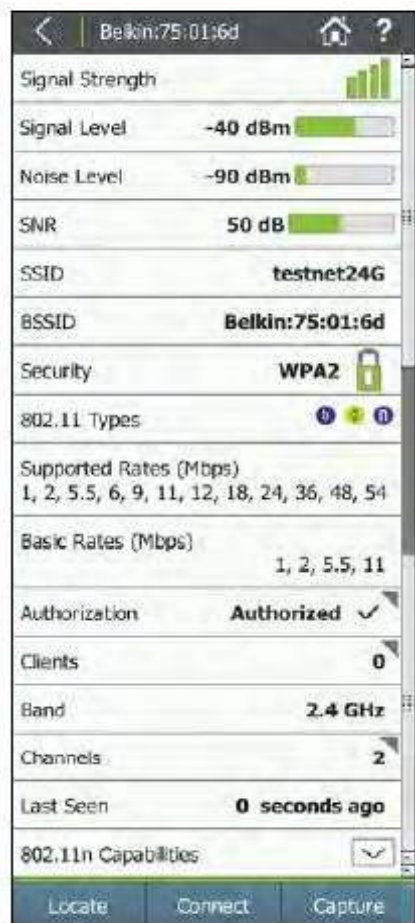 Belkin:75:01:6d ?
Signal Strength
Signal Level -40 dBm
Noise Level -90 dBm
SNR 50 dB
SSID testnet24G
BSSID Belkin:75:01:6d
Security WPA2
802.11 Types b g n
Supported Rates (Mbps)
1, 2, 5.5, 6, 9, 11, 12, 18, 24, 36, 48, 54
Basic Rates (Mbps)
1, 2, 5.5, 11
Authorization Authorized
Clients 0
Band 2.4 GHz
Channels 2
Last Seen 0 seconds ago
802.11n Capabilities
Locate Connect Capture